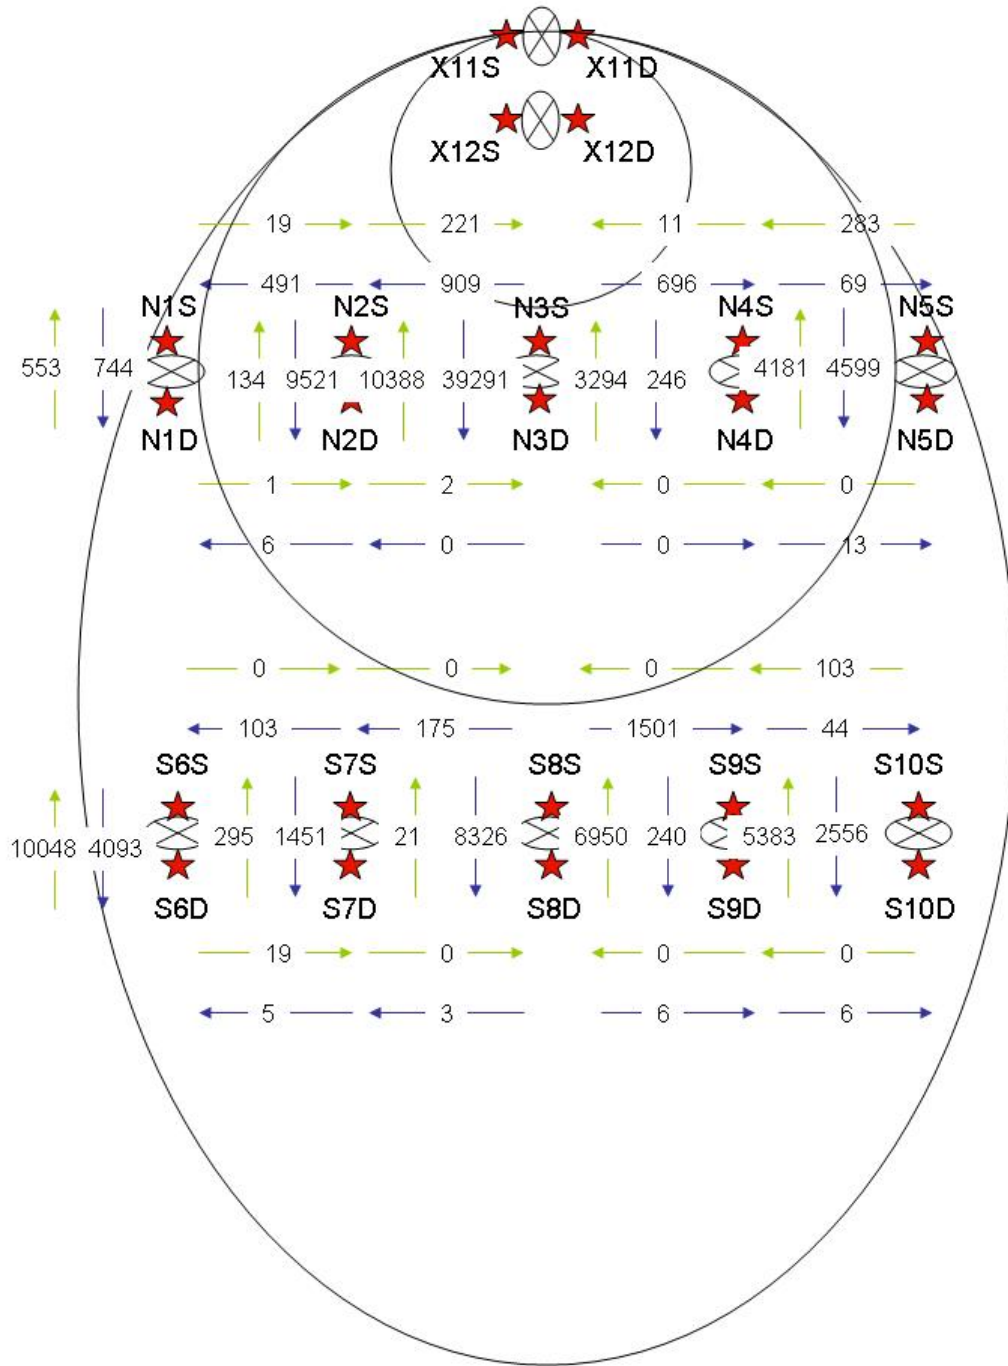 X11S X11D
X12S X12D
19 221 11 283
491 909 696 69
N1S N2S N3S N4S N5S
553 744 134 9521 10388 39291 3294 246 4181 4599
N1D N2D N3D N4D N5D
1 2 0 0
6 0 0 13
0 0 0 103
103 175 1501 44
S6S S7S S8S S9S S10S
10048 4093 295 1451 21 8326 6950 240 5383 2556
S6D S7D S8D S9D S10D
19 0 0 0
5 3 6 6